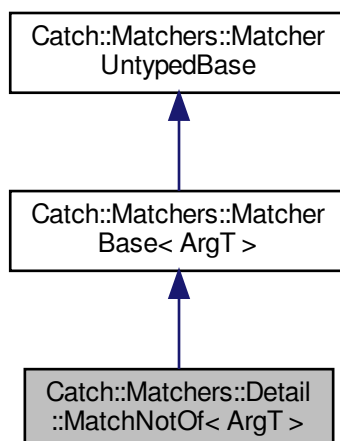 Catch::Matchers::Matcher
UntypedBase
Catch::Matchers::Matcher
Base< ArgT >
Catch::Matchers::Detail
::MatchNotOf< ArgT >